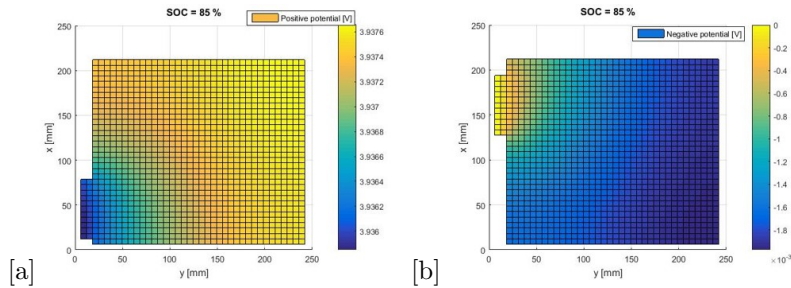 SOC = 85 %
Positive potential [V]
250
200
150
100
50
0
x [mm]
0 50 100 150 200 250
y [mm]
3.9376
3.9374
3.9372
3.937
3.9368
3.9366
3.9364
3.9362
3.936
[a]
SOC = 85 %
Negative potential [V]
250
200
150
100
50
0
x [mm]
0 50 100 150 200 250
y [mm]
0
-0.2
-0.4
-0.6
-0.8
-1
-1.2
-1.4
-1.6
-1.8
×10⁻³
[b]